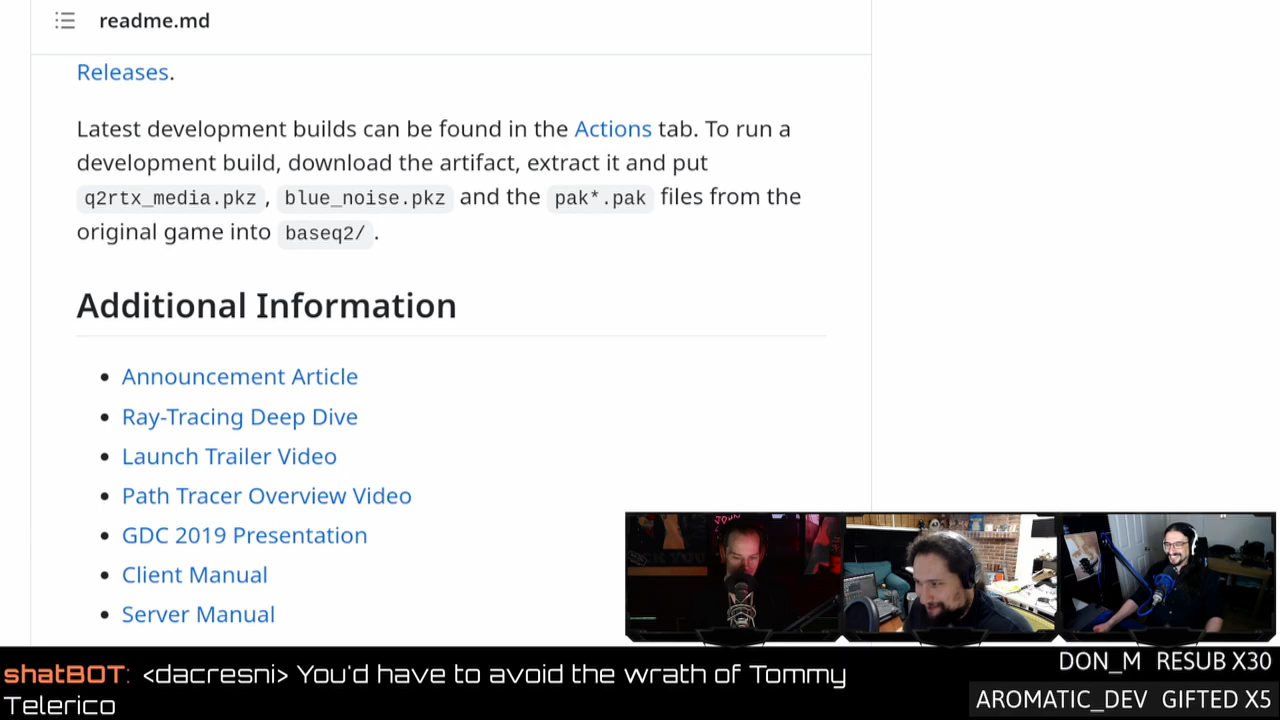 readme.md
Releases.
Latest development builds can be found in the Actions tab. To run a
development build, download the artifact, extract it and put
q2rtx_media.pkz, blue_noise.pkz and the pak*.pak files from the
original game into baseq2/.
Additional Information
Announcement Article
Ray-Tracing Deep Dive
Launch Trailer Video
Path Tracer Overview Video
GDC 2019 Presentation
Client Manual
Server Manual
shatBOT: <dacresni> You'd have to avoid the wrath of Tommy
Telerico
DON_M RESUB X30
AROMATIC_DEV GIFTED X5